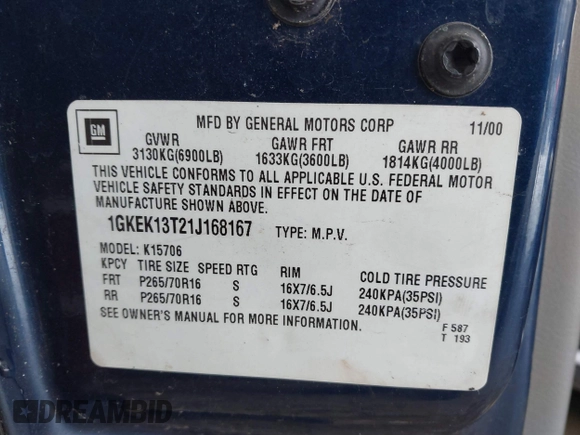 GM
MFD BY GENERAL MOTORS CORP 11/00
GVWR GAWR FRT GAWR RR
3130KG(6900LB) 1633KG(3600LB) 1814KG(4000LB)
THIS VEHICLE CONFORMS TO ALL APPLICABLE U.S. FEDERAL MOTOR
VEHICLE SAFETY STANDARDS IN EFFECT ON THE DATE OF
MANUFACTURE SHOWN ABOVE.
1GKEK13T21J168167 TYPE: M.P.V.
MODEL: K15706
KPCY TIRE SIZE SPEED RTG RIM COLD TIRE PRESSURE
FRT P265/70R16 S 16X7/6.5J 240KPA(35PSI)
RR P265/70R16 S 16X7/6.5J 240KPA(35PSI)
SEE OWNER'S MANUAL FOR MORE INFORMATION.
F 587
T 193
DREAMBID